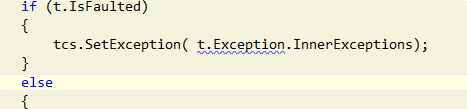 if (t.IsFaulted)
{
tcs.SetException( t.Exception.InnerExceptions);
}
else
{